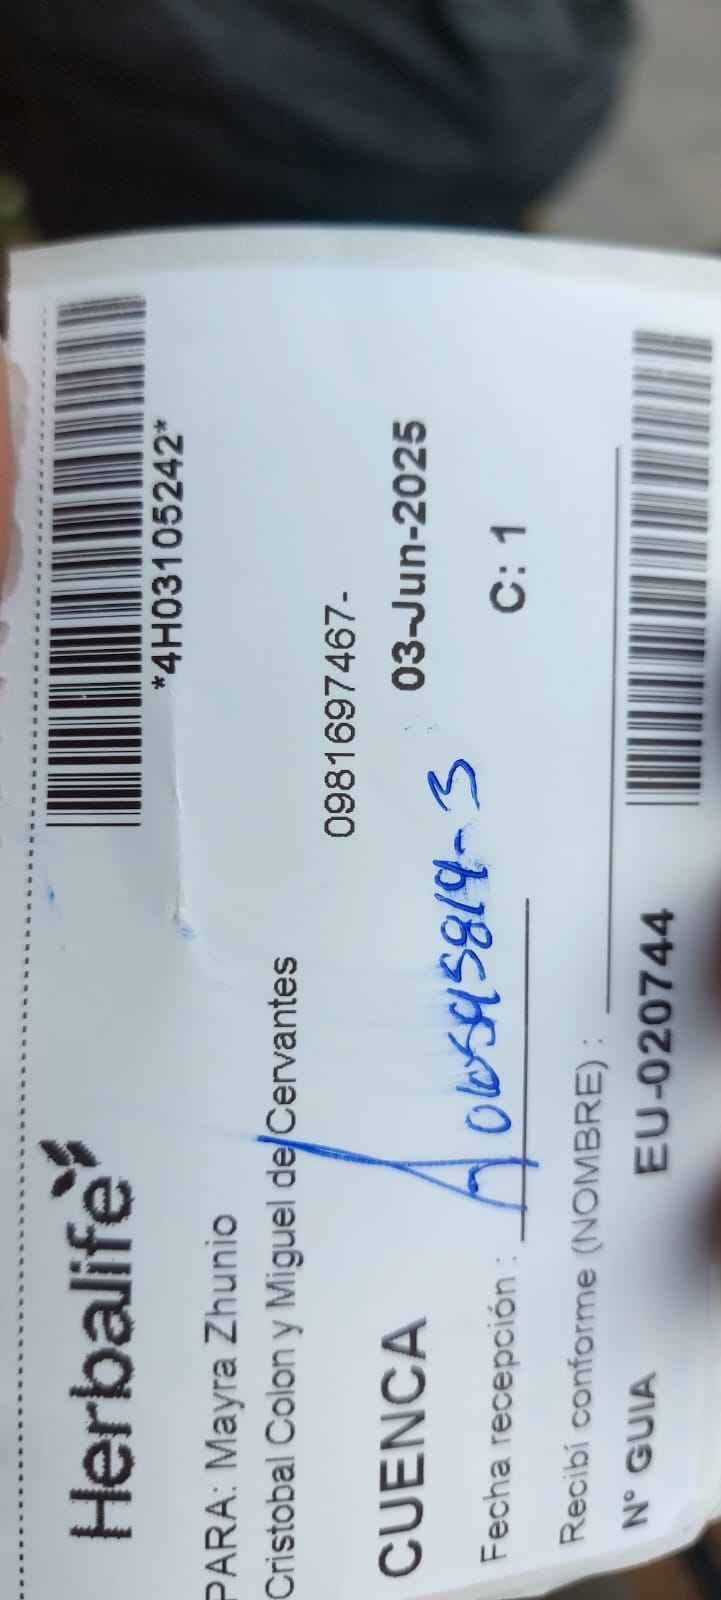 Herbalife
*4H03105242*
PARA: Mayra Zhunio
Cristobal Colon y Miguel de Cervantes
0981697467-
CUENCA 03-Jun-2025
Fecha recepción : C: 1
Recibí conforme (NOMBRE) :
N° GUIA EU-020744